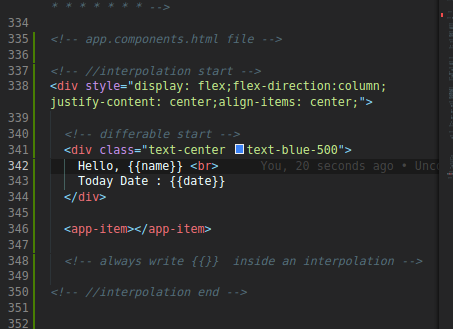 * * * * * * * -->
334
335 <!-- app.components.html file -->
336
337 <!-- //interpolation start -->
338 <div style="display: flex;flex-direction:column;
justify-content: center;align-items: center;">
339
340 <!-- differable start -->
341 <div class="text-center text-blue-500">
342 Hello, {{name}} <br> You, 20 seconds ago • Unco
343 Today Date : {{date}}
344 </div>
345
346 <app-item></app-item>
347
348 <!-- always write {{}}  inside an interpolation -->
349
350 <!-- //interpolation end -->
351
352